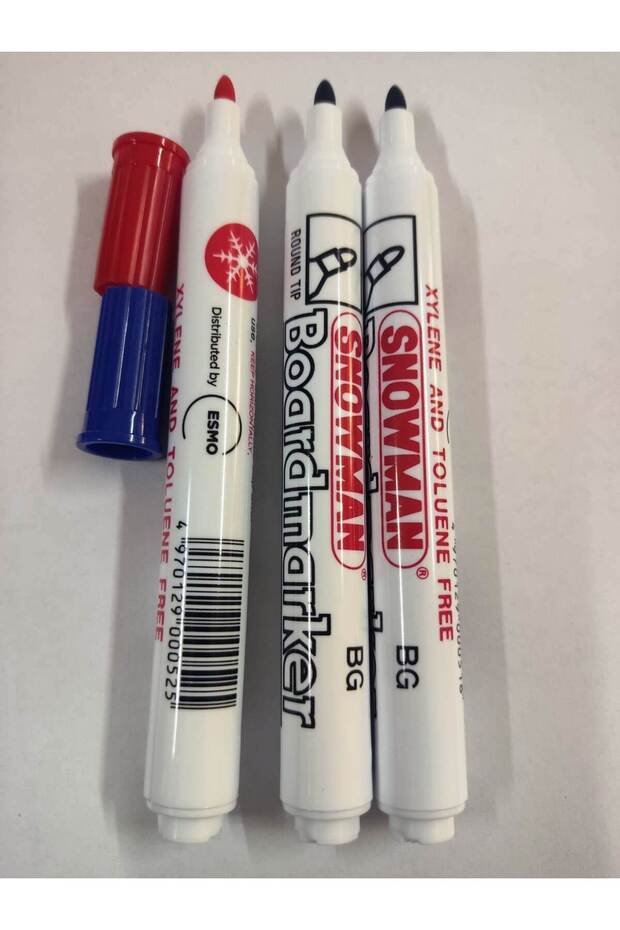 XYLENE AND TOLUENE FREE
Distributed by ESMO
use. KEEP HORIZONTALLY.
4 970129 000525
ROUND TIP
Boardmarker
SNOWMAN®
BG
SNOWMAN®
BG
XYLENE AND TOLUENE FREE